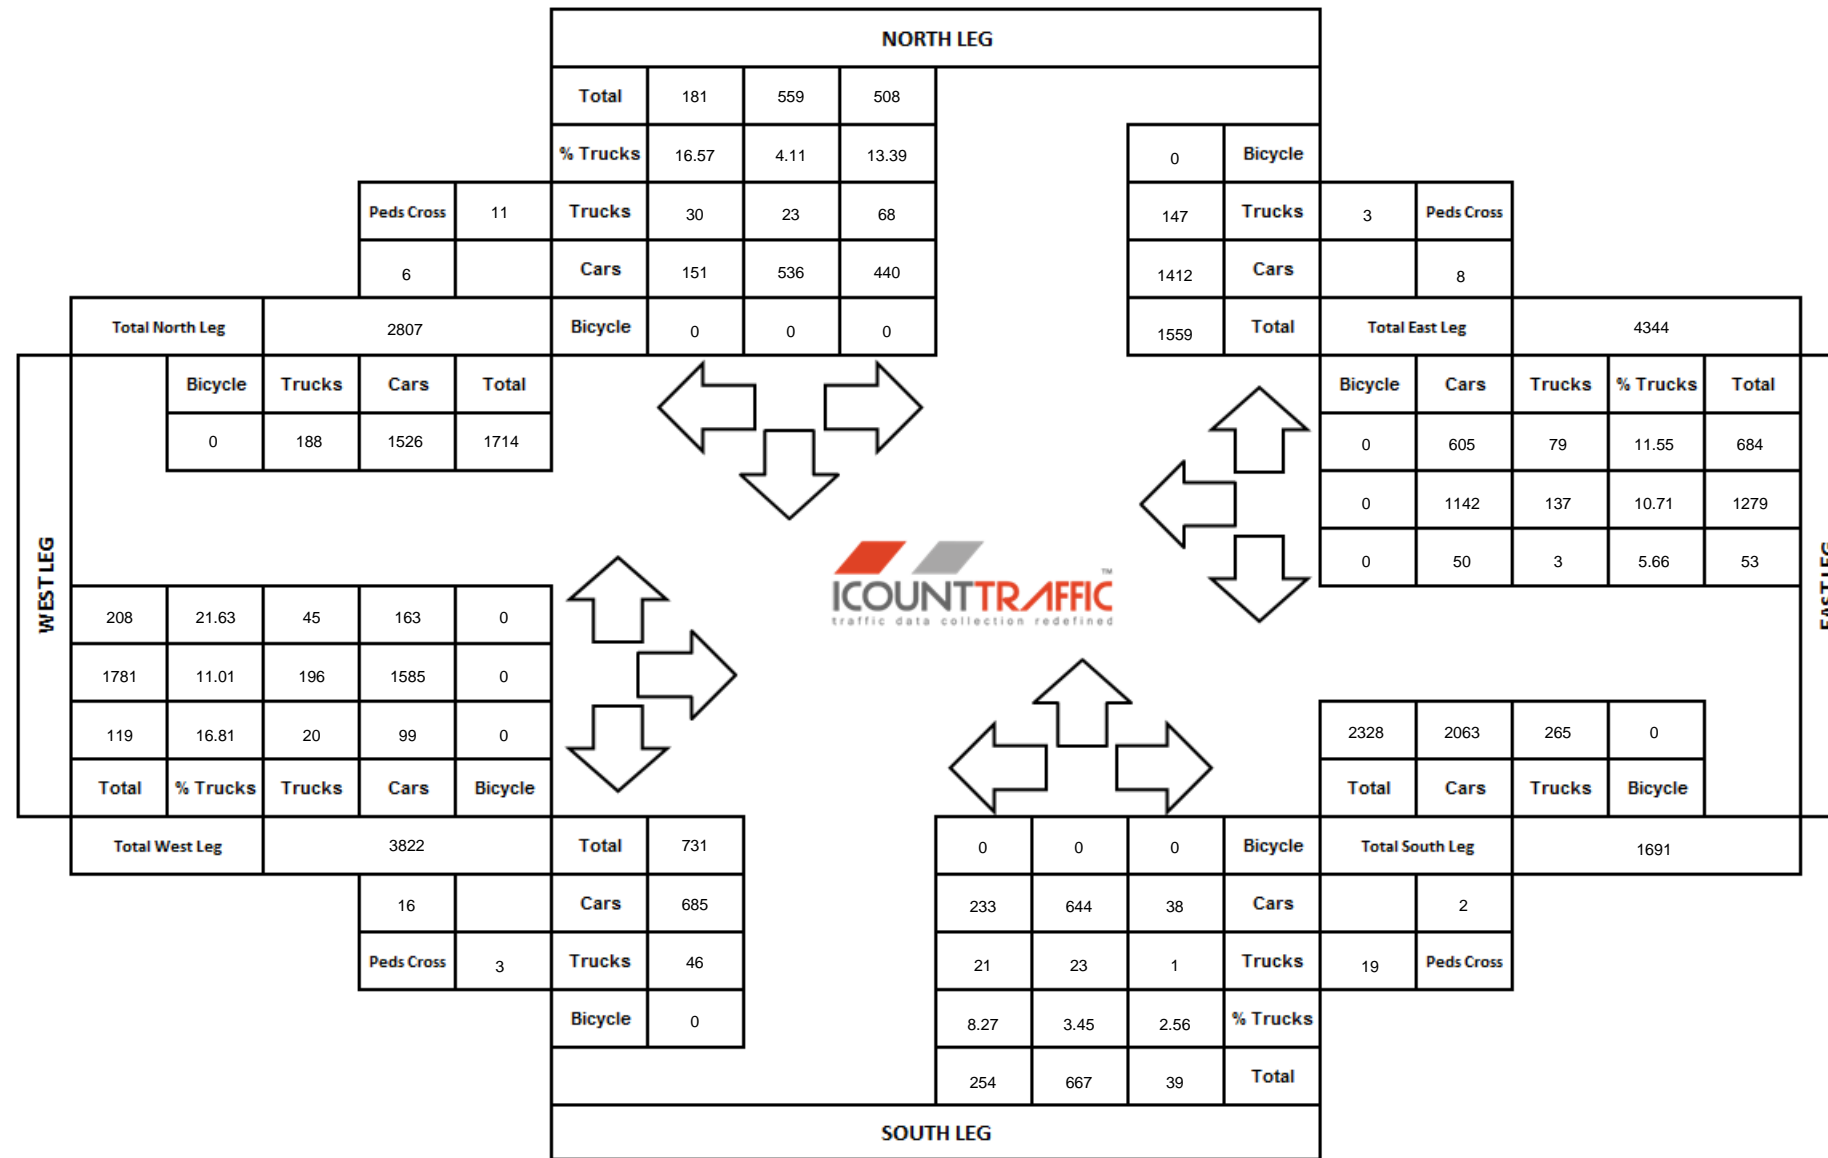 NORTH LEG
Total 181 559 508
% Trucks 16.57 4.11 13.39 0 Bicycle
Peds Cross 11 Trucks 30 23 68 147 Trucks 3 Peds Cross
6 Cars 151 536 440 1412 Cars 8
Total North Leg 2807 Bicycle 0 0 0 1559 Total Total East Leg 4344
Bicycle Trucks Cars Total Bicycle Cars Trucks % Trucks Total
0 188 1526 1714 0 605 79 11.55 684
0 1142 137 10.71 1279
0 50 3 5.66 53
WEST LEG
EAST LEG
ICOUNTTRAFFIC™
traffic data collection redefined
208 21.63 45 163 0
1781 11.01 196 1585 0
119 16.81 20 99 0 2328 2063 265 0
Total % Trucks Trucks Cars Bicycle Total Cars Trucks Bicycle
Total West Leg 3822 Total 731 0 0 0 Bicycle Total South Leg 1691
16 Cars 685 233 644 38 Cars 2
Peds Cross 3 Trucks 46 21 23 1 Trucks 19 Peds Cross
Bicycle 0 8.27 3.45 2.56 % Trucks
254 667 39 Total
SOUTH LEG